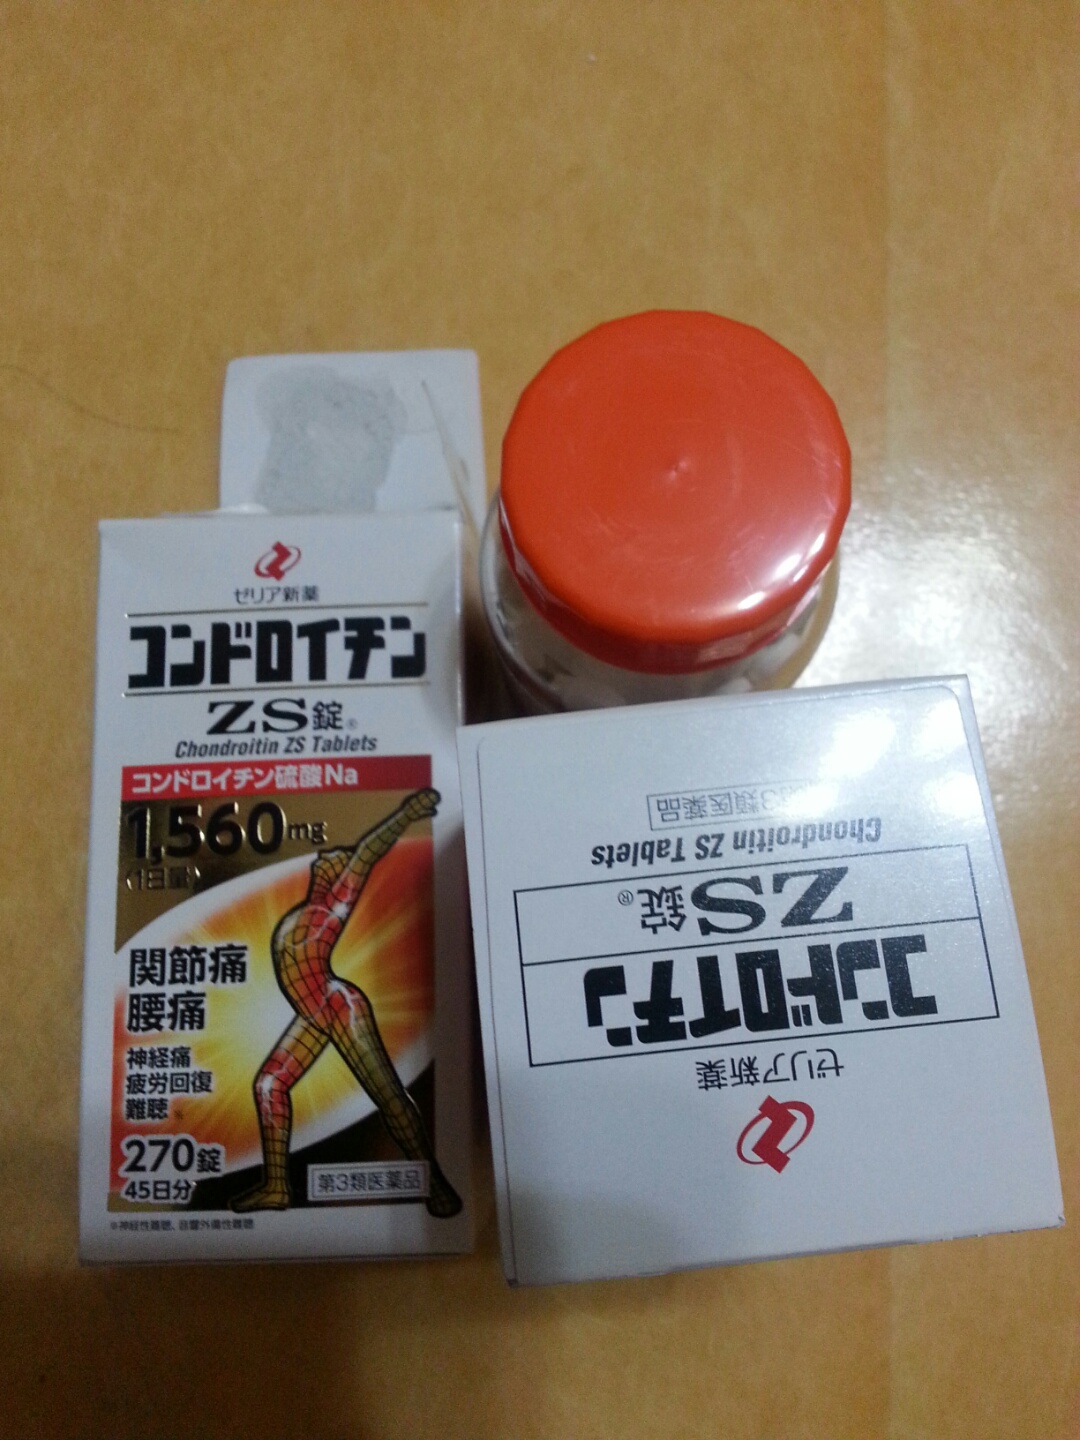 ゼリア新薬
コンドロイチン
ZS錠®
Chondroitin ZS Tablets
コンドロイチン硫酸Na
1,560mg
(1日量)
関節痛
腰痛
神経痛
疲労回復
難聴※
270錠
45日分
第3類医薬品
※神経性難聴、音響外傷性難聴
ゼリア新薬
コンドロイチン
ZS錠®
Chondroitin ZS Tablets
第3類医薬品